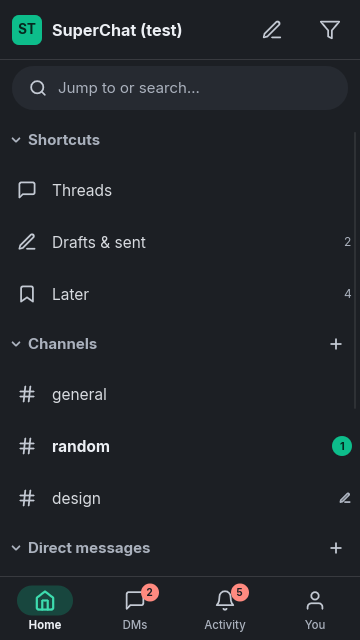 ST SuperChat (test)
Jump to or search...
Shortcuts
Threads
Drafts & sent 2
Later 4
Channels
general
random 1
design
Direct messages
2 5
Home DMs Activity You